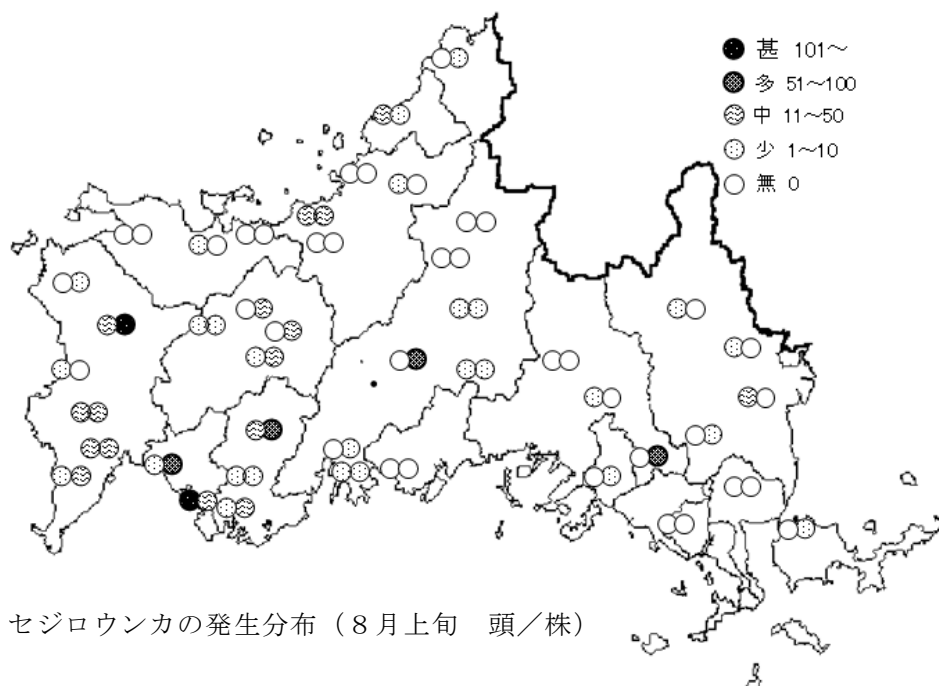 甚 101~
多 51~100
中 11~50
少 1~10
無 0
セジロウンカの発生分布(8月上旬 頭/株)